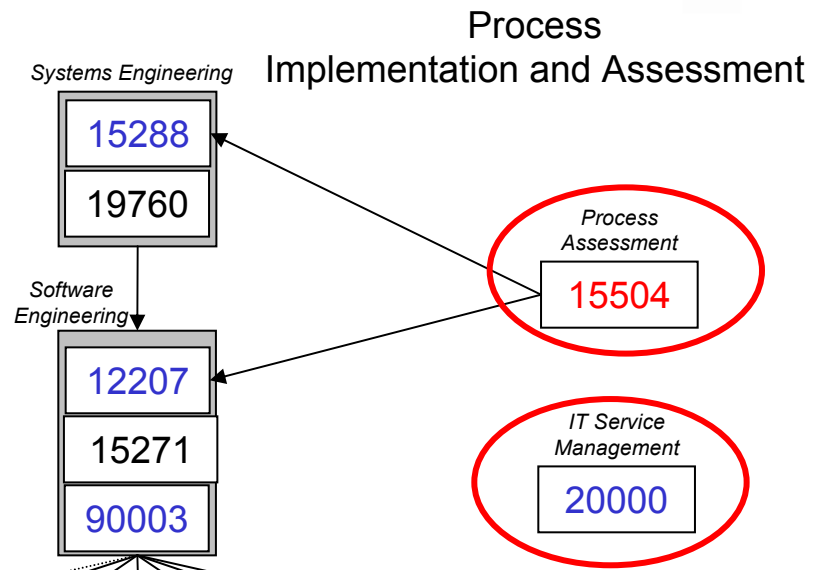 Process
Implementation and Assessment
Systems Engineering
15288
19760
Process
Assessment
15504
Software
Engineering
12207
15271
90003
IT Service
Management
20000